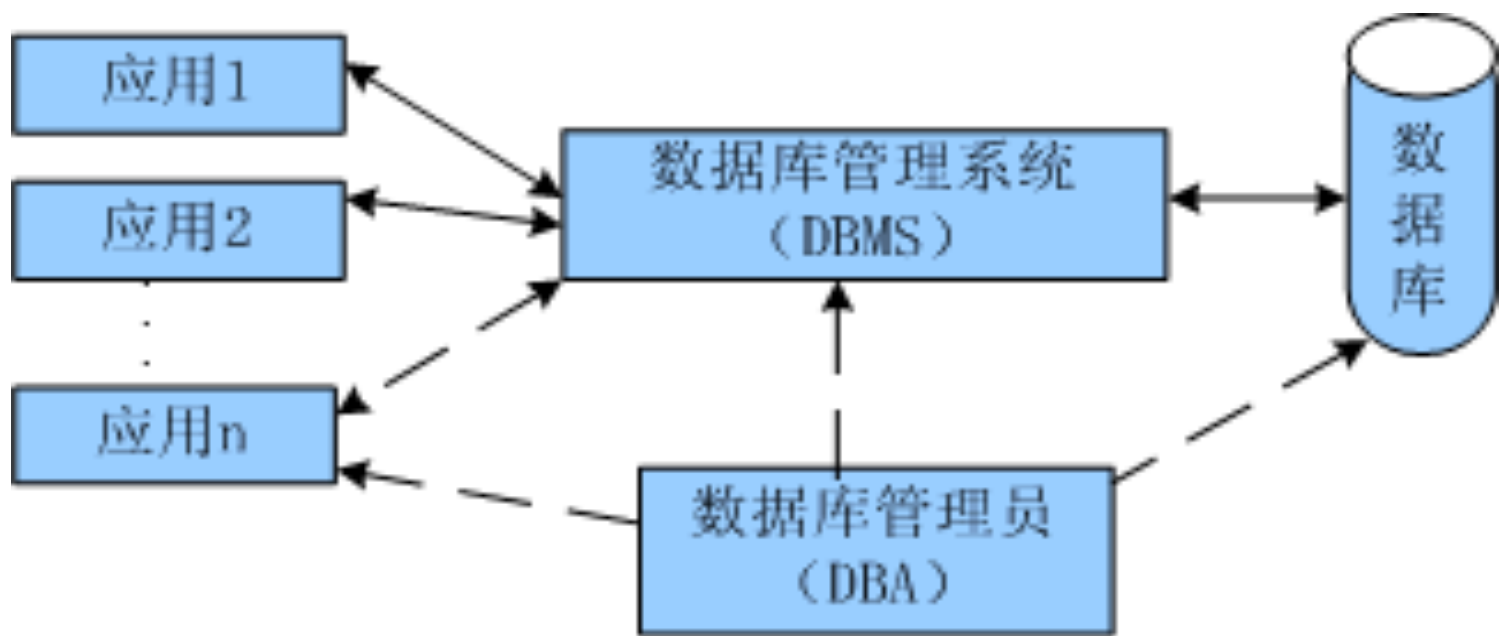 应用1
应用2
应用n
数据库管理系统
（DBMS）
数据库管理员
（DBA）
数
据
库